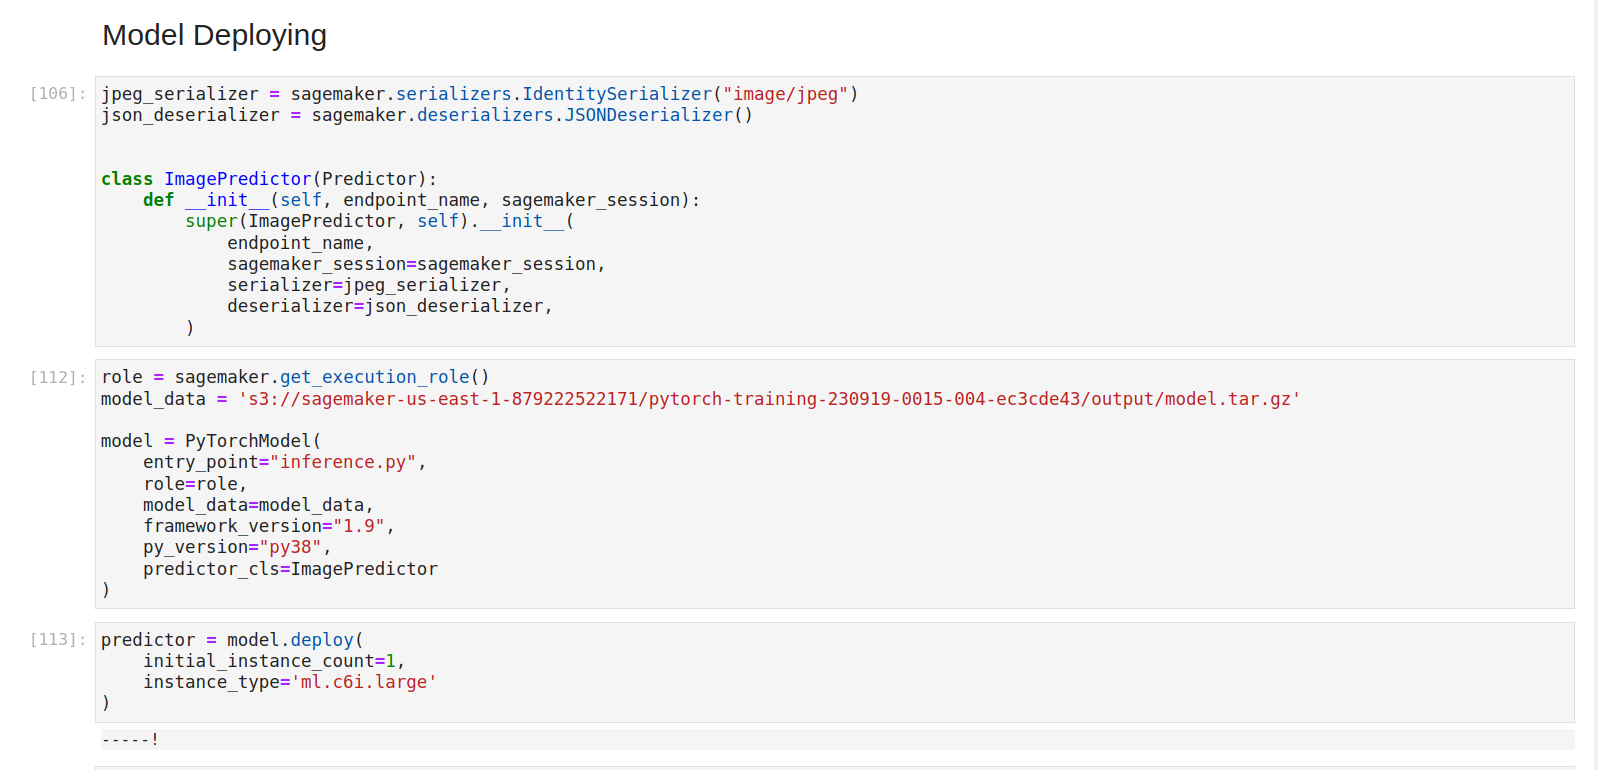 Model Deploying
[106]:
jpeg_serializer = sagemaker.serializers.IdentitySerializer("image/jpeg")
json_deserializer = sagemaker.deserializers.JSONDeserializer()
class ImagePredictor(Predictor):
    def __init__(self, endpoint_name, sagemaker_session):
        super(ImagePredictor, self).__init__(
            endpoint_name,
            sagemaker_session=sagemaker_session,
            serializer=jpeg_serializer,
            deserializer=json_deserializer,
        )
[112]:
role = sagemaker.get_execution_role()
model_data = 's3://sagemaker-us-east-1-879222522171/pytorch-training-230919-0015-004-ec3cde43/output/model.tar.gz'
model = PyTorchModel(
    entry_point="inference.py",
    role=role,
    model_data=model_data,
    framework_version="1.9",
    py_version="py38",
    predictor_cls=ImagePredictor
)
[113]:
predictor = model.deploy(
    initial_instance_count=1,
    instance_type='ml.c6i.large'
)
-----!